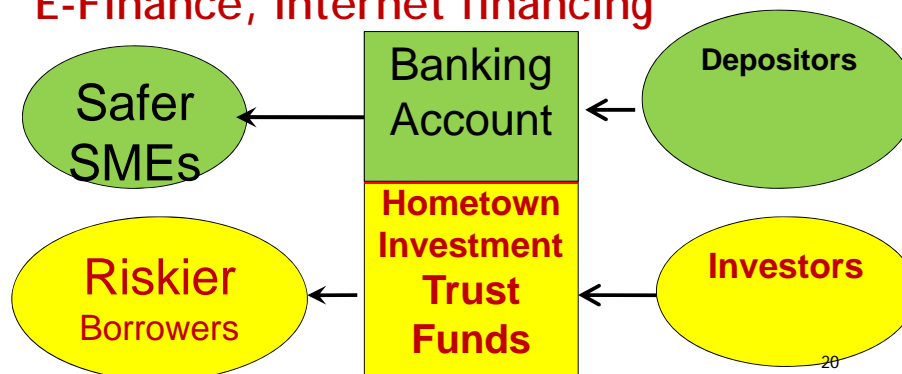 E-Finance, Internet financing
Safer
SMEs
Banking
Account
Depositors
Riskier
Borrowers
Hometown
Investment
Trust
Funds
Investors
20